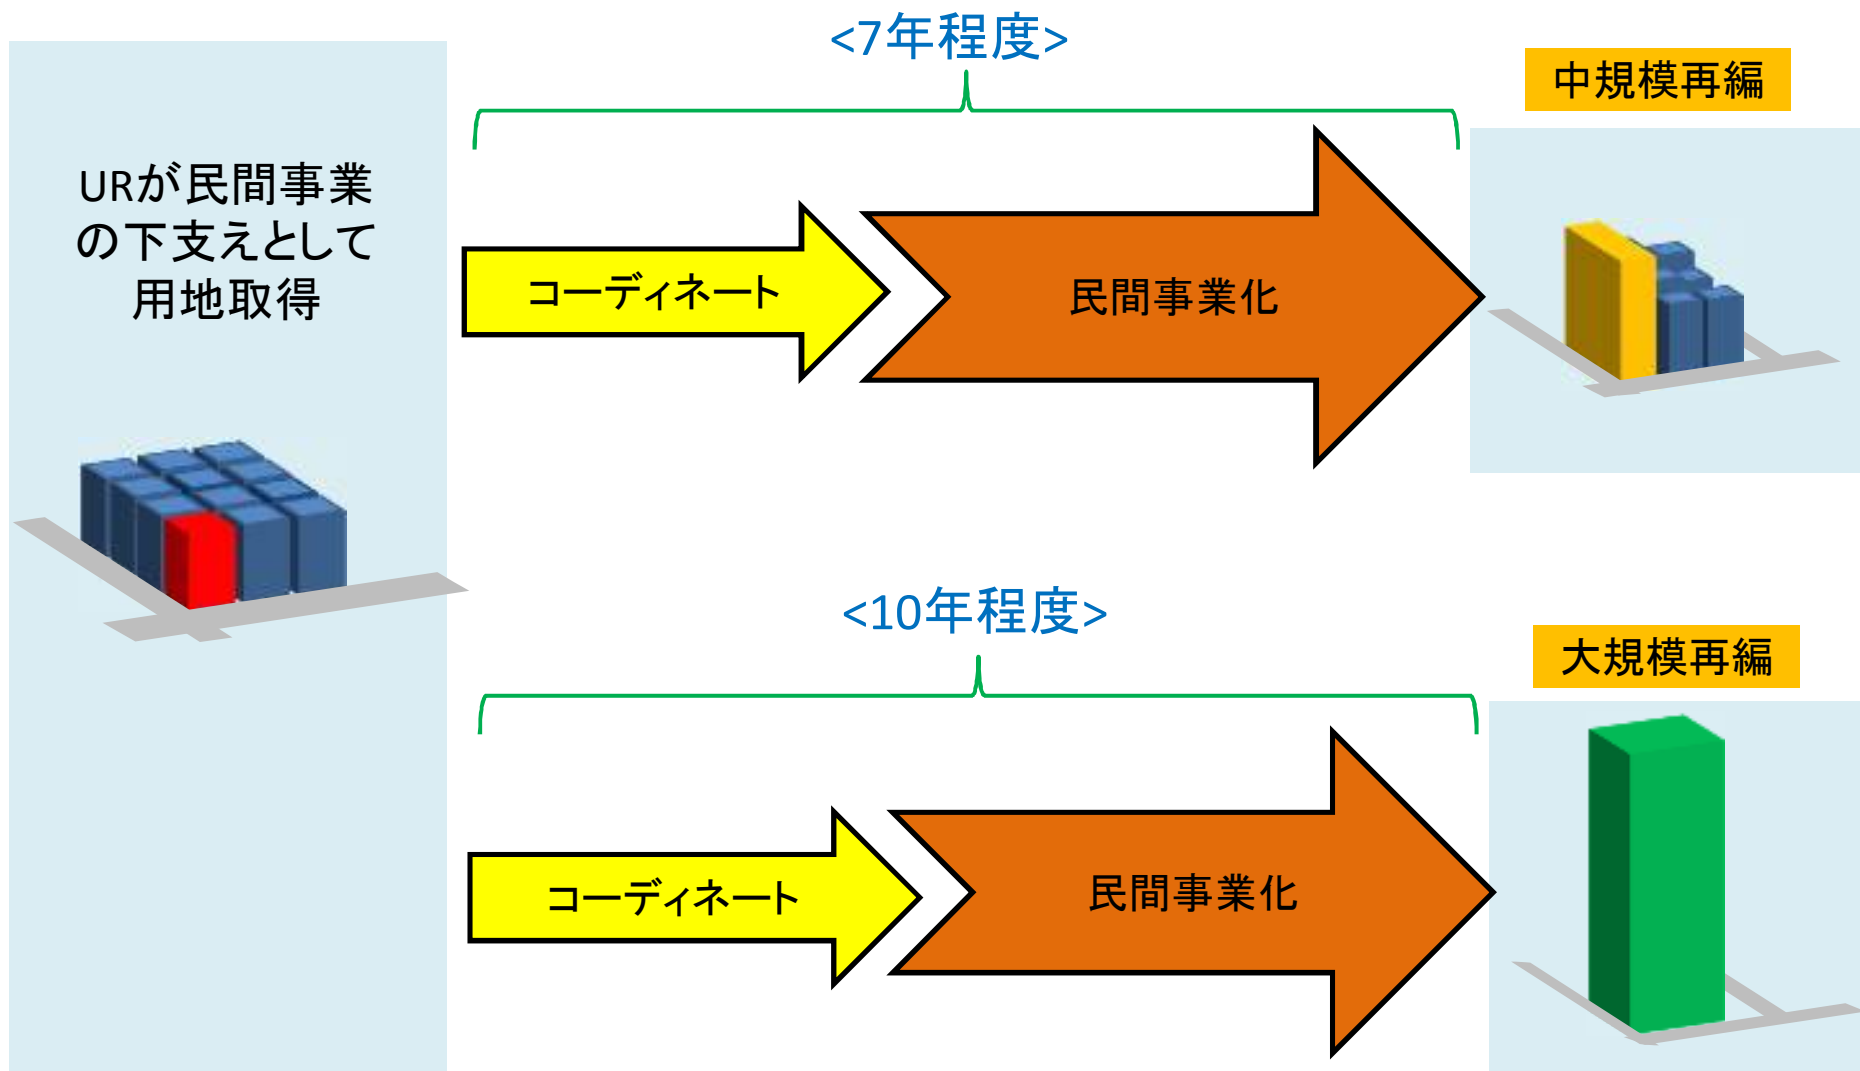 URが民間事業
の下支えとして
用地取得
<7年程度>
コーディネート
民間事業化
中規模再編
<10年程度>
コーディネート
民間事業化
大規模再編